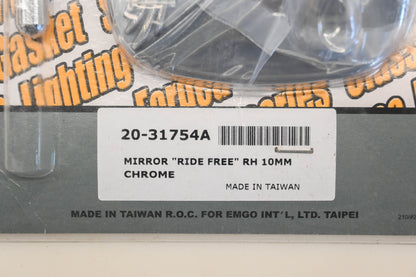 Gasket
Lighting
Forged
20-31754A
MIRROR "RIDE FREE" RH 10MM
CHROME
MADE IN TAIWAN
MADE IN TAIWAN R.O.C. FOR EMGO INT'L, LTD. TAIPEI